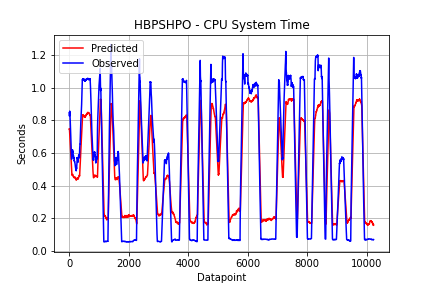 HBPSHPO - CPU System Time
Predicted
Observed
Seconds
1.2
1.0
0.8
0.6
0.4
0.2
0.0
0 2000 4000 6000 8000 10000
Datapoint